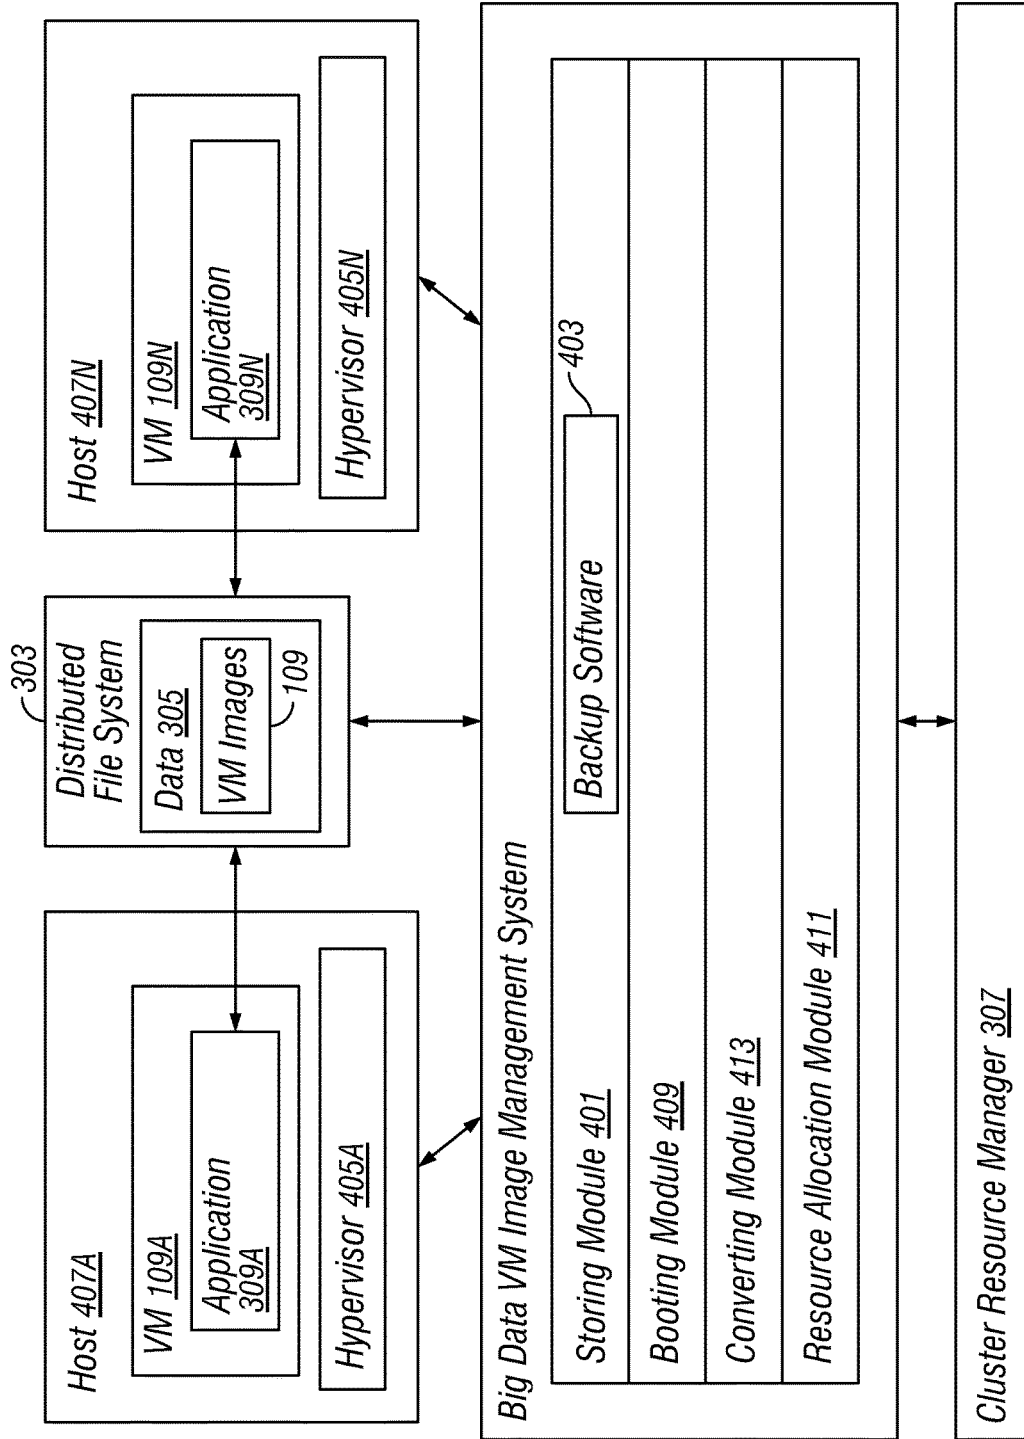 Host 407A
VM 109A
Application
309A
Hypervisor 405A
303
Distributed
File System
Data 305
VM Images
109
Host 407N
VM 109N
Application
309N
Hypervisor 405N
Big Data VM Image Management System
Storing Module 401
Backup Software
403
Booting Module 409
Converting Module 413
Resource Allocation Module 411
Cluster Resource Manager 307